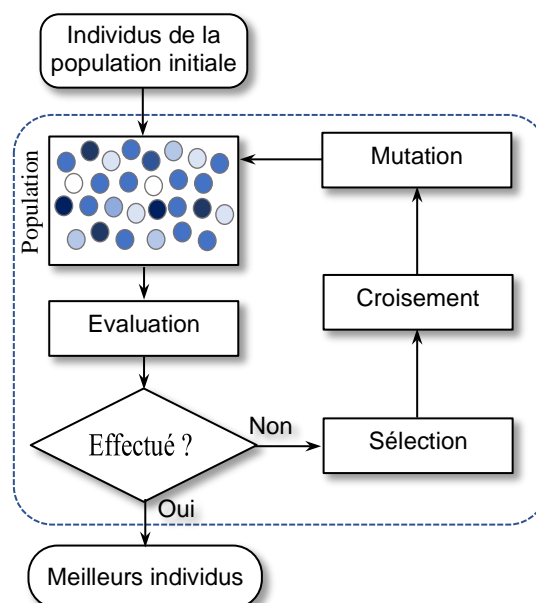 Individus de la
population initiale
Population
Mutation
Evaluation
Croisement
Effectué ?
Non
Sélection
Oui
Meilleurs individus